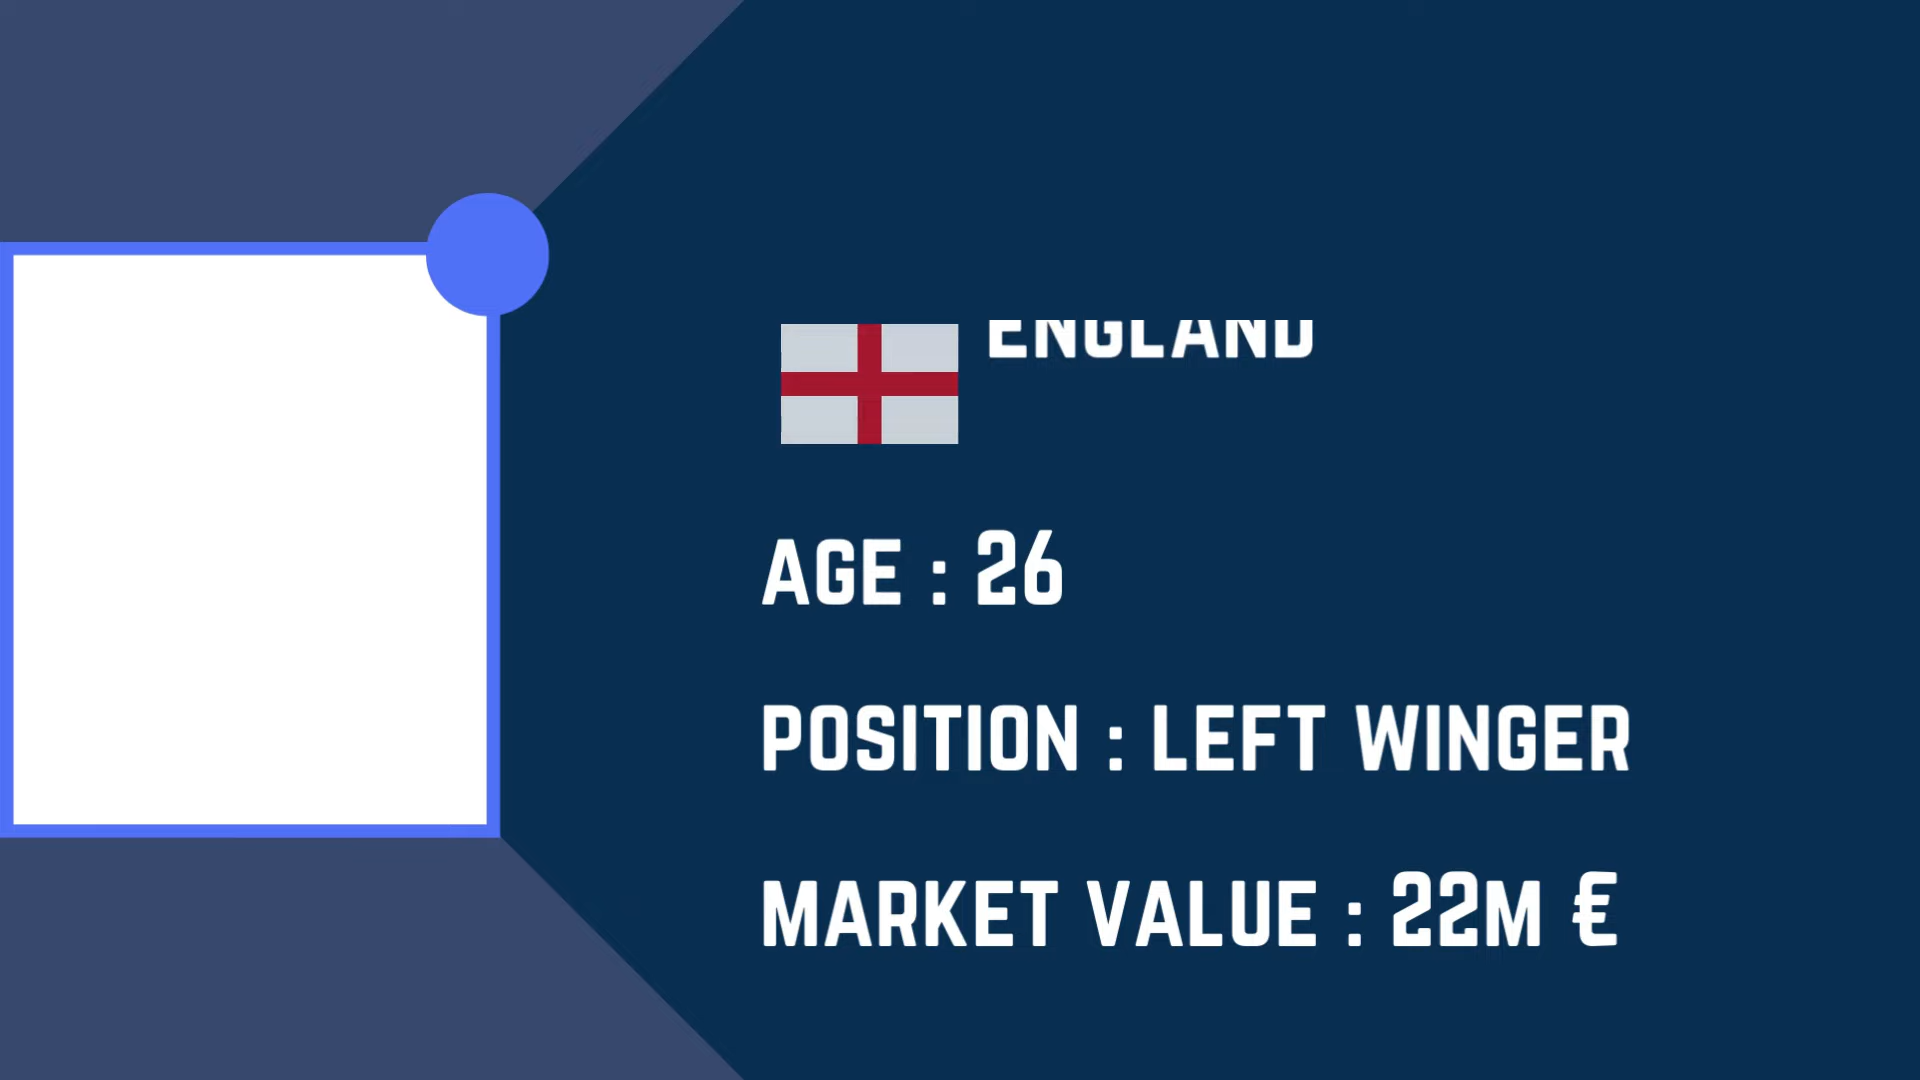 ENGLAND
AGE : 26
POSITION : LEFT WINGER
MARKET VALUE : 22M €